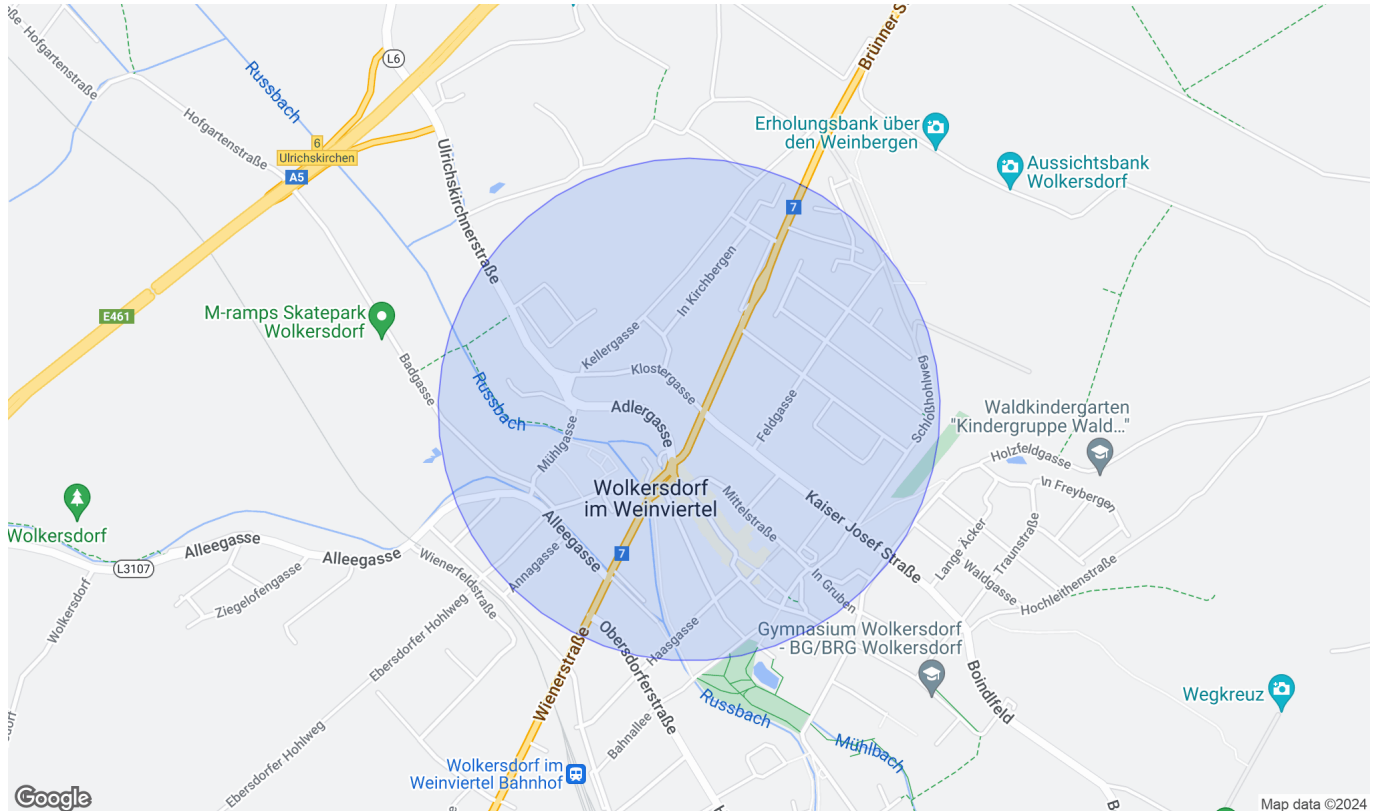 Straße
Hofgartenstraße
Hofgartenstraße
Russbach
L6
Brünner S
6
Ulrichskirchen
A5
Ulrichskirchnerstraße
Erholungsbank über
den Weinbergen
Aussichtsbank
Wolkersdorf
7
In Kirchbergen
E461
M-ramps Skatepark
Wolkersdorf
Kellergasse
Badgasse
Klostergasse
Schloßhohlweg
Russbach
Adlergasse
Feldgasse
Waldkindergarten
"Kindergruppe Wald..."
Mühlgasse
Holzfeldgasse
In Freybergen
Wolkersdorf
im Weinviertel
Mittelstraße
Kaiser Josef Straße
Wolkersdorf
Alleegasse
Alleegasse
Alleegasse
7
L3107
Wienerfeldstraße
Annagasse
Lange Äcker
Traunstraße
Waldgasse
Hochleithenstraße
In Gruben
Ziegelofengasse
Wolkersdorf
Ebersdorfer Hohlweg
Haasgasse
Gymnasium Wolkersdorf
- BG/BRG Wolkersdorf
Obersdorferstraße
Wienerstraße
Boindlfeld
Wegkreuz
Russbach
Bahnallee
Mühlbach
Ebersdorfer Hohlweg
Wolkersdorf im
Weinviertel Bahnhof
dorf
H
B
Google
Map data ©2024